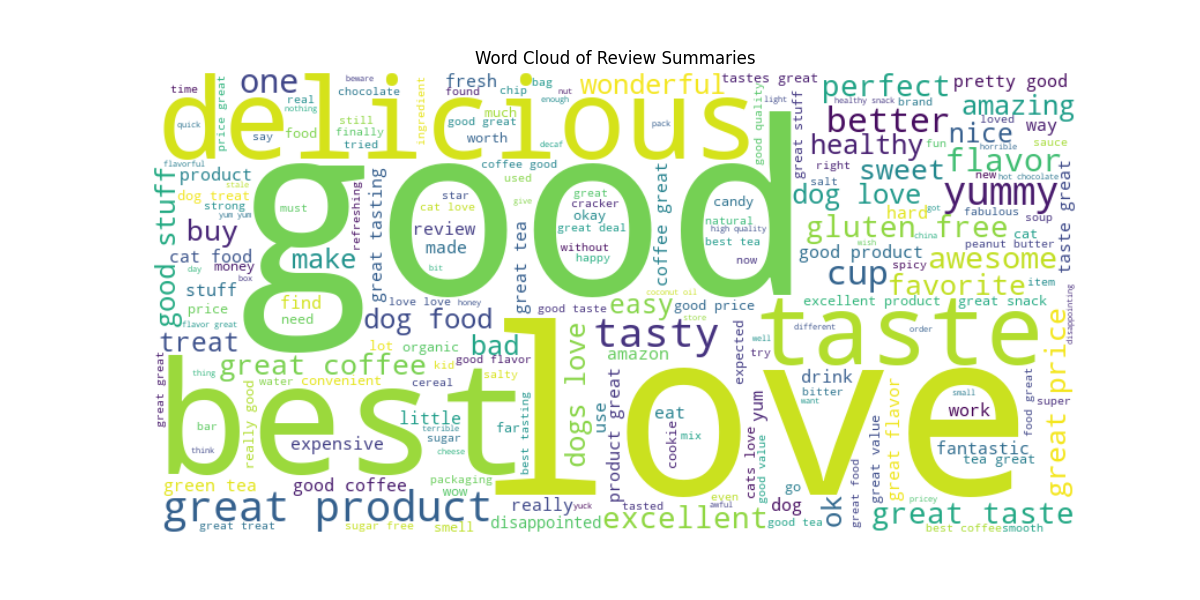 Word Cloud of Review Summaries
delicious
good
best
love
taste
great product
one
time
price great
real
nothing
say
food
quick
beware
chocolate
still
finally
tried
ingredient
fresh
found
chip
bag
nut
enough
much
good great
worth
decaf
pack
wonderful
tastes great
good quality
light
great stuff
perfect
pretty good
healthy snack
brand
amazing
better
loved
way
nice
horrible
sauce
healthy
fun
flavor
right
sweet
new
hot chocolate
salt
dog love
yummy
got
fabulous
soup
taste great
flavorful
product
stale
dog treat
strong
yum yum
must
refreshing
great tasting
good stuff
buy
cat food
day
money
box
make
stuff
find
need
price
flavor great
treat
coffee good
used
star
cat love
give
review
made
bit
great
cracker
okay
great deal
without
happy
great tea
coffee great
candy
natural
high quality
best tea
now
hard
gluten free
china
wish
cat
peanut butter
good product
spicy
awesome
cup
favorite
item
love love
honey
dog food
good taste
coconut oil
easy
good price
store
excellent product
great snack
different
order
disappointing
lot
organic
bad
good flavor
great coffee
kid
salty
water
convenient
cereal
tasty
amazon
expected
try
well
great great
thing
bar
think
really good
expensive
little
terrible
sugar
cheese
far
best tasting
dogs love
use
product great
eat
cookie
mix
cats love
yum
good value
drink
bitter
want
great value
great flavor
small
work
food great
super
great price
fantastic
tea great
green tea
good coffee
packaging
wow
great treat
sugar free
smell
really
yuck
disappointed
tasted
excellent
even
awful
dog
go
good tea
ok
great food
pricey
great taste
best coffee
smooth